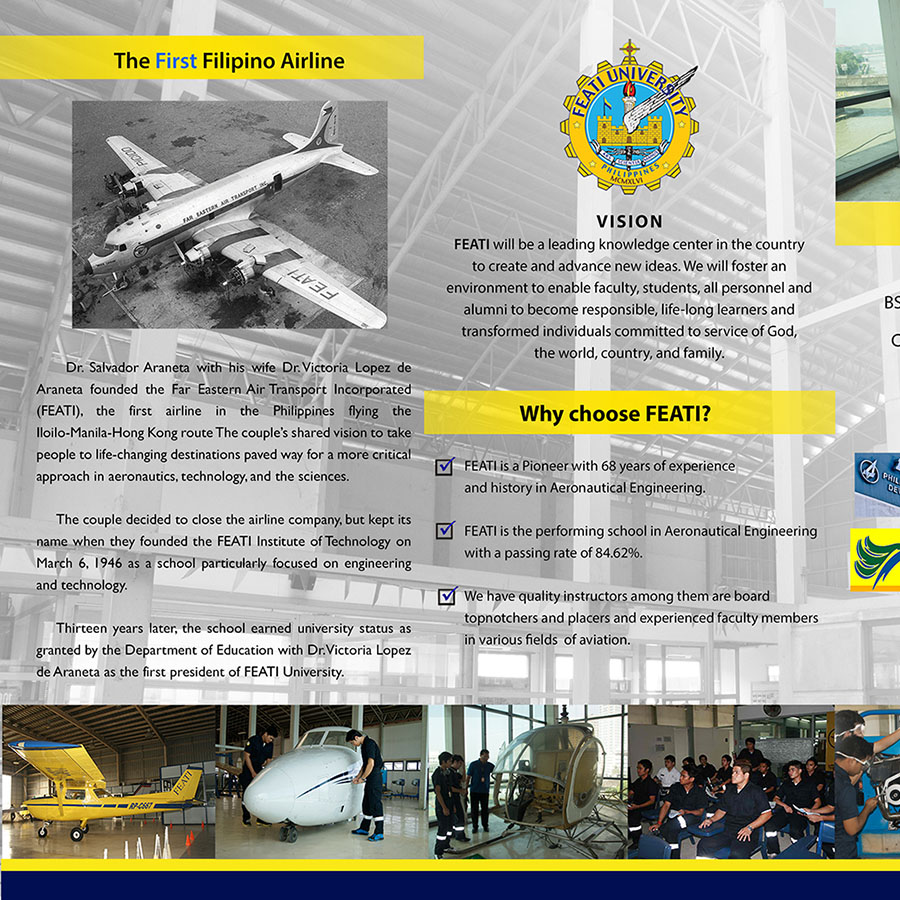 The First Filipino Airline
PI C1000
FAR EASTERN AIR TRANSPORT INC.
FEATI
Dr. Salvador Araneta with his wife Dr. Victoria Lopez de
Araneta founded the Far Eastern Air Transport Incorporated
(FEATI), the first airline in the Philippines flying the
Iloilo-Manila-Hong Kong route The couple's shared vision to take
people to life-changing destinations paved way for a more critical
approach in aeronautics, technology, and the sciences.
The couple decided to close the airline company, but kept its
name when they founded the FEATI Institute of Technology on
March 6, 1946 as a school particularly focused on engineering
and technology.
Thirteen years later, the school earned university status as
granted by the Department of Education with Dr. Victoria Lopez
de Araneta as the first president of FEATI University.
FEATI UNIVERSITY
PHILIPPINES
MCMXLVI
VISION
FEATI will be a leading knowledge center in the country
to create and advance new ideas. We will foster an
environment to enable faculty, students, all personnel and
alumni to become responsible, life-long learners and
transformed individuals committed to service of God,
the world, country, and family.
Why choose FEATI?
FEATI is a Pioneer with 68 years of experience
and history in Aeronautical Engineering.
FEATI is the performing school in Aeronautical Engineering
with a passing rate of 84.62%.
We have quality instructors among them are board
topnotchers and placers and experienced faculty members
in various fields of aviation.
BS
C
PHIL
DE
FEATI
RP-C667